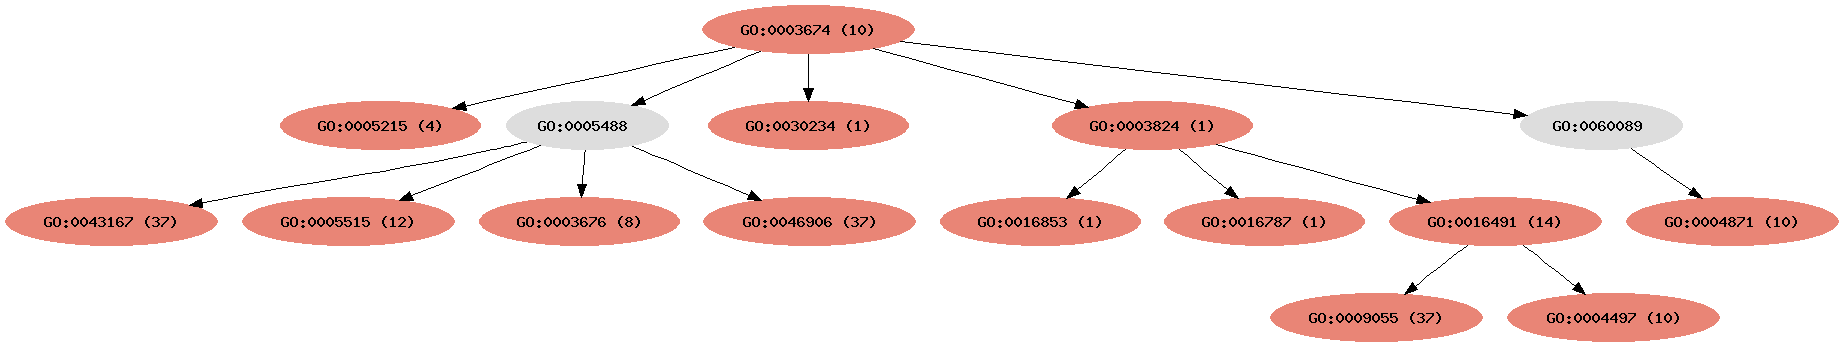 GO:0003674 (10)
GO:0005215 (4)
GO:0005488
GO:0030234 (1)
GO:0003824 (1)
GO:0060089
GO:0043167 (37)
GO:0005515 (12)
GO:0003676 (8)
GO:0046906 (37)
GO:0016853 (1)
GO:0016787 (1)
GO:0016491 (14)
GO:0004871 (10)
GO:0009055 (37)
GO:0004497 (10)